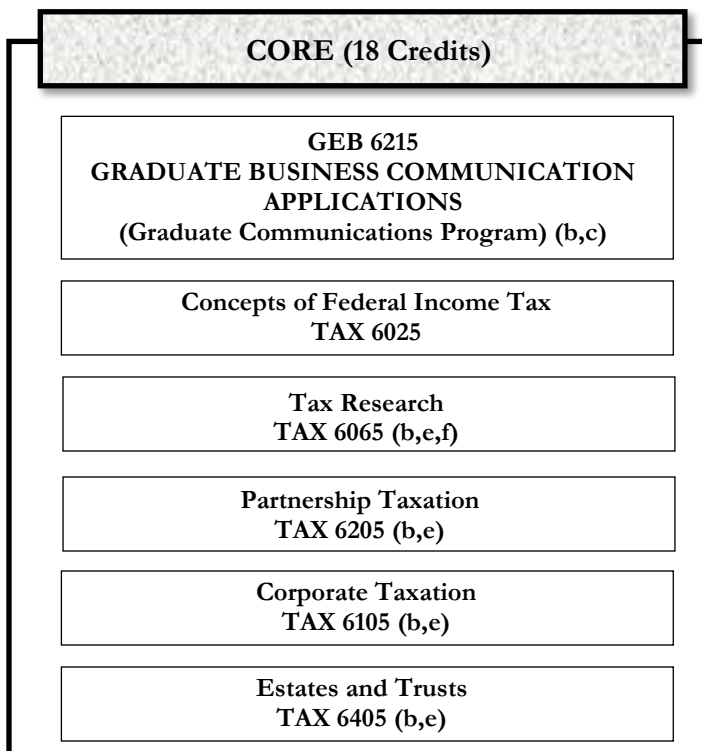 CORE (18 Credits)
GEB 6215
GRADUATE BUSINESS COMMUNICATION
APPLICATIONS
(Graduate Communications Program) (b,c)
Concepts of Federal Income Tax
TAX 6025
Tax Research
TAX 6065 (b,e,f)
Partnership Taxation
TAX 6205 (b,e)
Corporate Taxation
TAX 6105 (b,e)
Estates and Trusts
TAX 6405 (b,e)